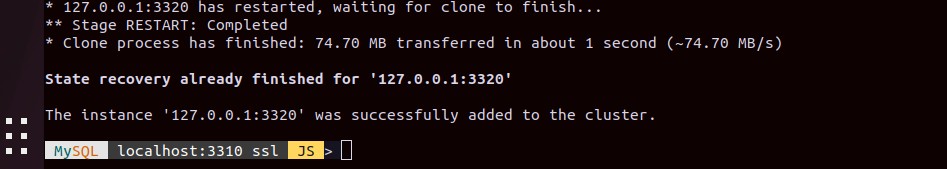 * 127.0.0.1:3320 has restarted, waiting for clone to finish...
** Stage RESTART: Completed
* Clone process has finished: 74.70 MB transferred in about 1 second (~74.70 MB/s)
State recovery already finished for '127.0.0.1:3320'
The instance '127.0.0.1:3320' was successfully added to the cluster.
MySQL localhost:3310 ssl JS >